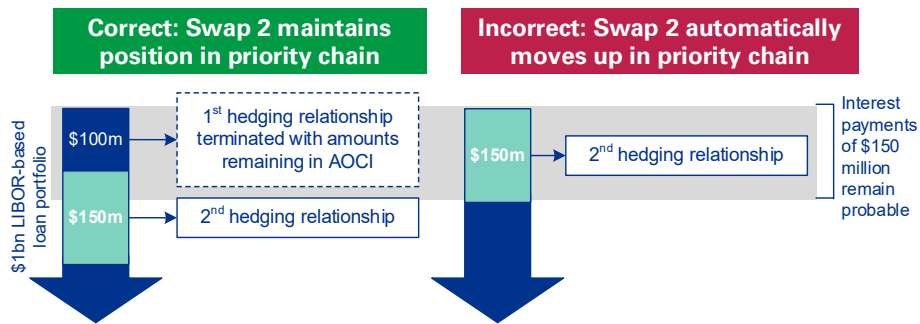 Correct: Swap 2 maintains
position in priority chain
Incorrect: Swap 2 automatically
moves up in priority chain
$1bn LIBOR-based
loan portfolio
$100m
1st hedging relationship
terminated with amounts
remaining in AOCI
$150m
2nd hedging relationship
$150m
2nd hedging relationship
Interest
payments
of $150
million
remain
probable